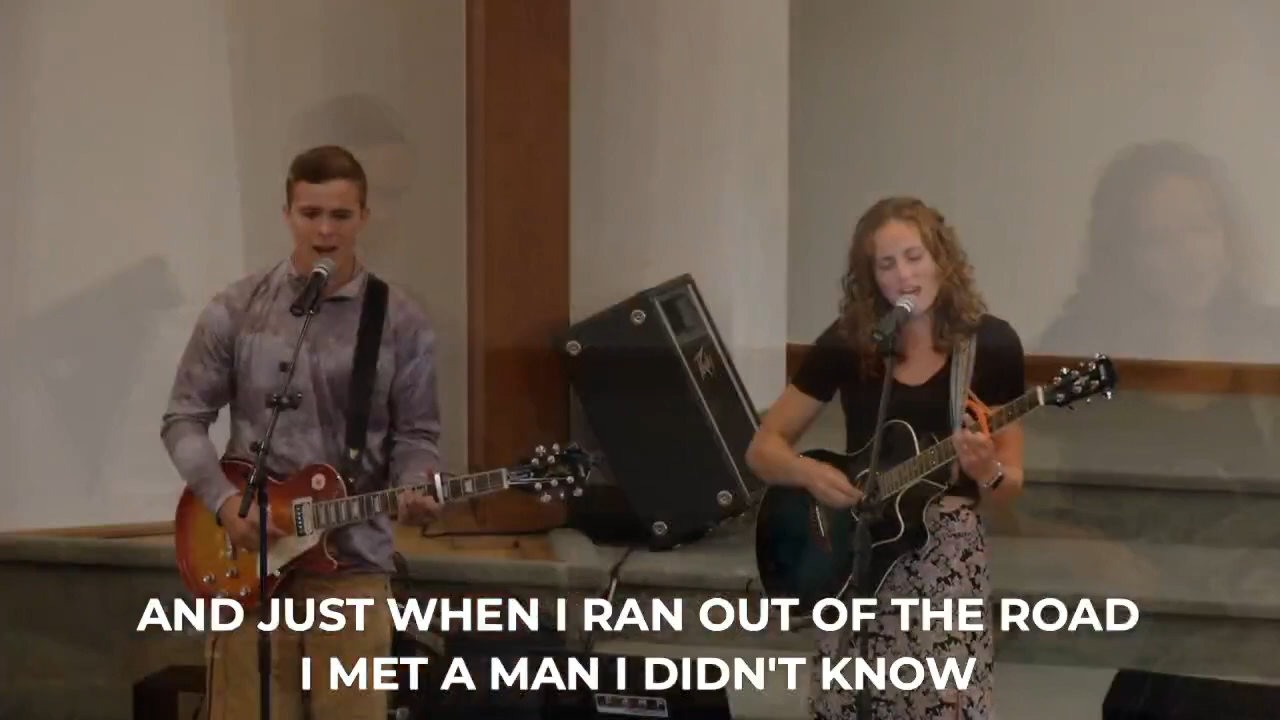 AND JUST WHEN I RAN OUT OF THE ROAD
I MET A MAN I DIDN'T KNOW